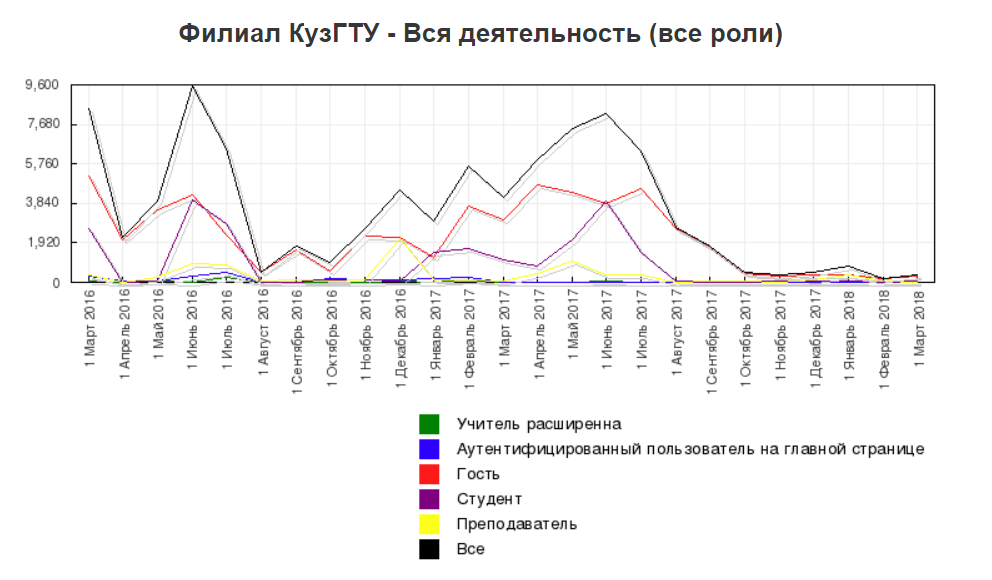 Филиал КузГТУ - Вся деятельность (все роли)
9,600
7,680
5,760
3,840
1,920
0
1 Март 2016
1 Апрель 2016
1 Май 2016
1 Июнь 2016
1 Июль 2016
1 Август 2016
1 Сентябрь 2016
1 Октябрь 2016
1 Ноябрь 2016
1 Декабрь 2016
1 Январь 2017
1 Февраль 2017
1 Март 2017
1 Апрель 2017
1 Май 2017
1 Июнь 2017
1 Июль 2017
1 Август 2017
1 Сентябрь 2017
1 Октябрь 2017
1 Ноябрь 2017
1 Декабрь 2017
1 Январь 2018
1 Февраль 2018
1 Март 2018
Учитель расширенна
Аутентифицированный пользователь на главной странице
Гость
Студент
Преподаватель
Все